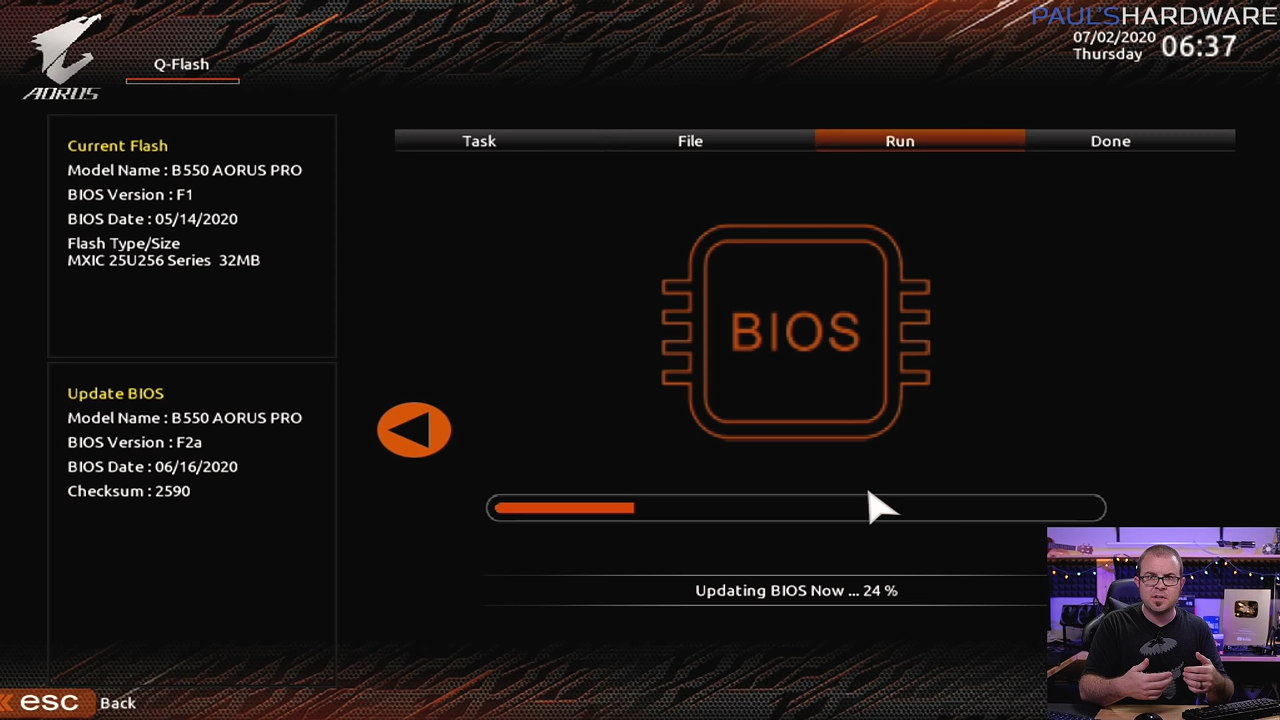 PAUL'SHARDWARE
07/02/2020
Thursday
06:37
AORUS
Q-Flash
Task
File
Run
Done
Current Flash
Model Name : B550 AORUS PRO
BIOS Version : F1
BIOS Date : 05/14/2020
Flash Type/Size
MXIC 25U256 Series 32MB
BIOS
Update BIOS
Model Name : B550 AORUS PRO
BIOS Version : F2a
BIOS Date : 06/16/2020
Checksum : 2590
Updating BIOS Now ... 24 %
esc Back